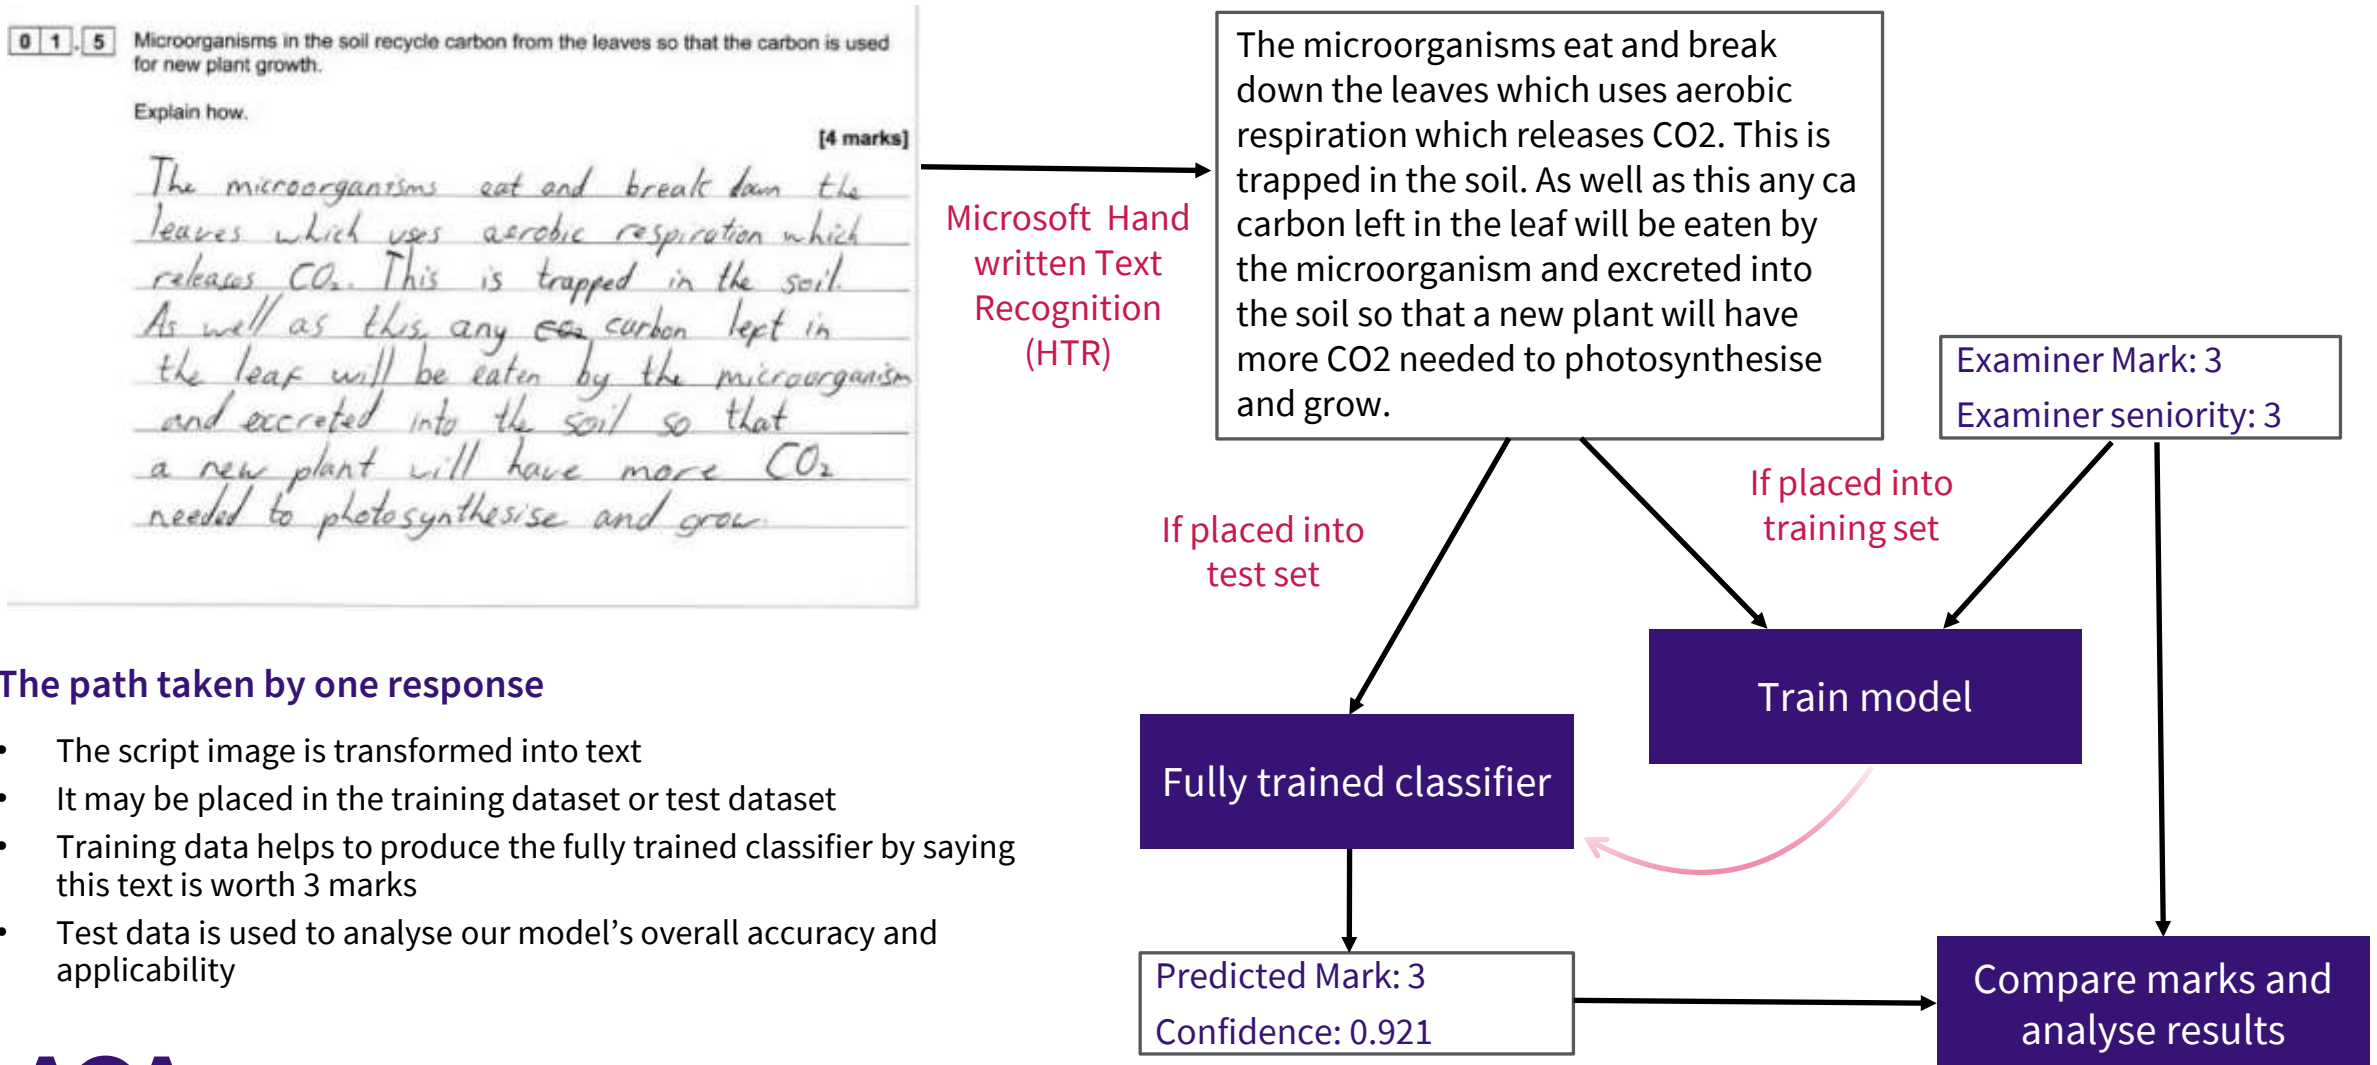 01.5 Microorganisms in the soil recycle carbon from the leaves so that the carbon is used
for new plant growth.
Explain how.
[4 marks]
The microorganisms eat and break down the
leaves which uses aerobic respiration which
releases CO₂. This is trapped in the soil.
As well as this, any carbon left in
the leaf will be eaten by the microorganism
and excreted into the soil so that
a new plant will have more CO₂
needed to photosynthesise and grow.
Microsoft Hand
written Text
Recognition
(HTR)
The microorganisms eat and break
down the leaves which uses aerobic
respiration which releases CO2. This is
trapped in the soil. As well as this any ca
carbon left in the leaf will be eaten by
the microorganism and excreted into
the soil so that a new plant will have
more CO2 needed to photosynthesise
and grow.
Examiner Mark: 3
Examiner seniority: 3
If placed into
test set
If placed into
training set
Train model
Fully trained classifier
Predicted Mark: 3
Confidence: 0.921
Compare marks and
analyse results
The path taken by one response
• The script image is transformed into text
• It may be placed in the training dataset or test dataset
• Training data helps to produce the fully trained classifier by saying
this text is worth 3 marks
• Test data is used to analyse our model's overall accuracy and
applicability